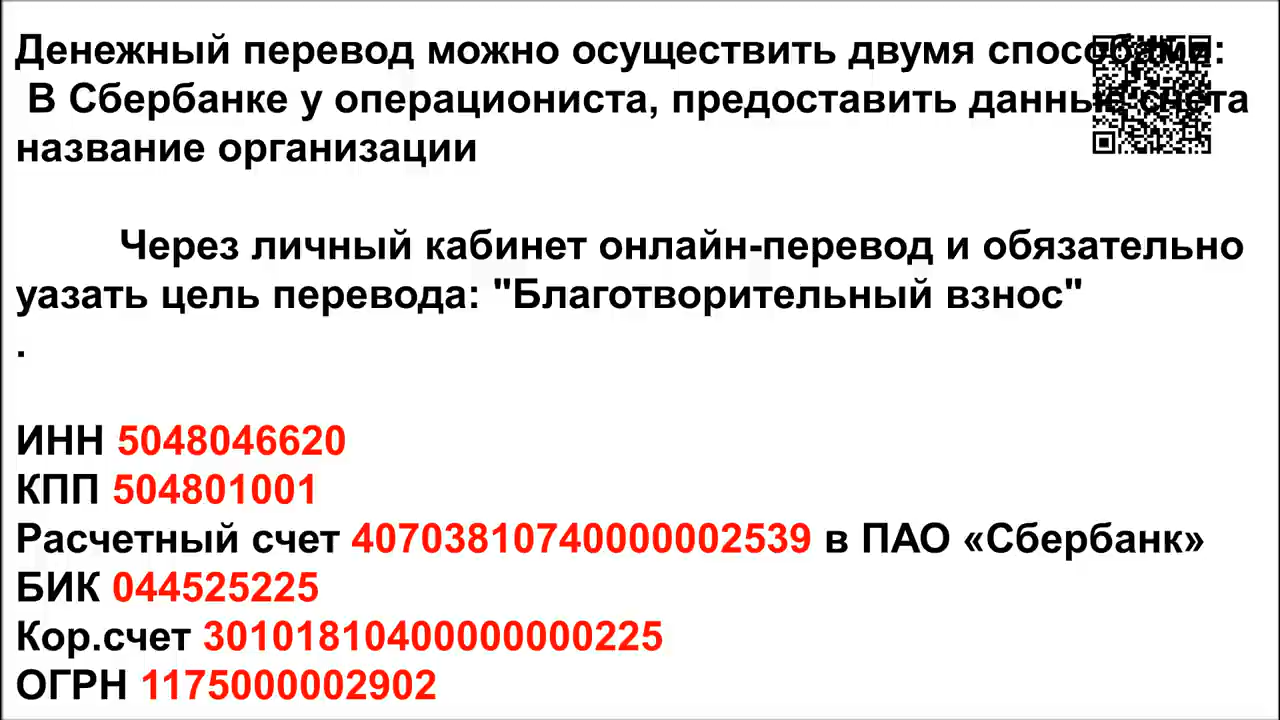 Денежный перевод можно осуществить двумя способами:
В Сбербанке у операциониста, предоставить данные счета
название организации
Через личный кабинет онлайн-перевод и обязательно
уазать цель перевода: "Благотворительный взнос"
.
ИНН 5048046620
КПП 504801001
Расчетный счет 40703810740000002539 в ПАО «Сбербанк»
БИК 044525225
Кор.счет 30101810400000000225
ОГРН 1175000002902